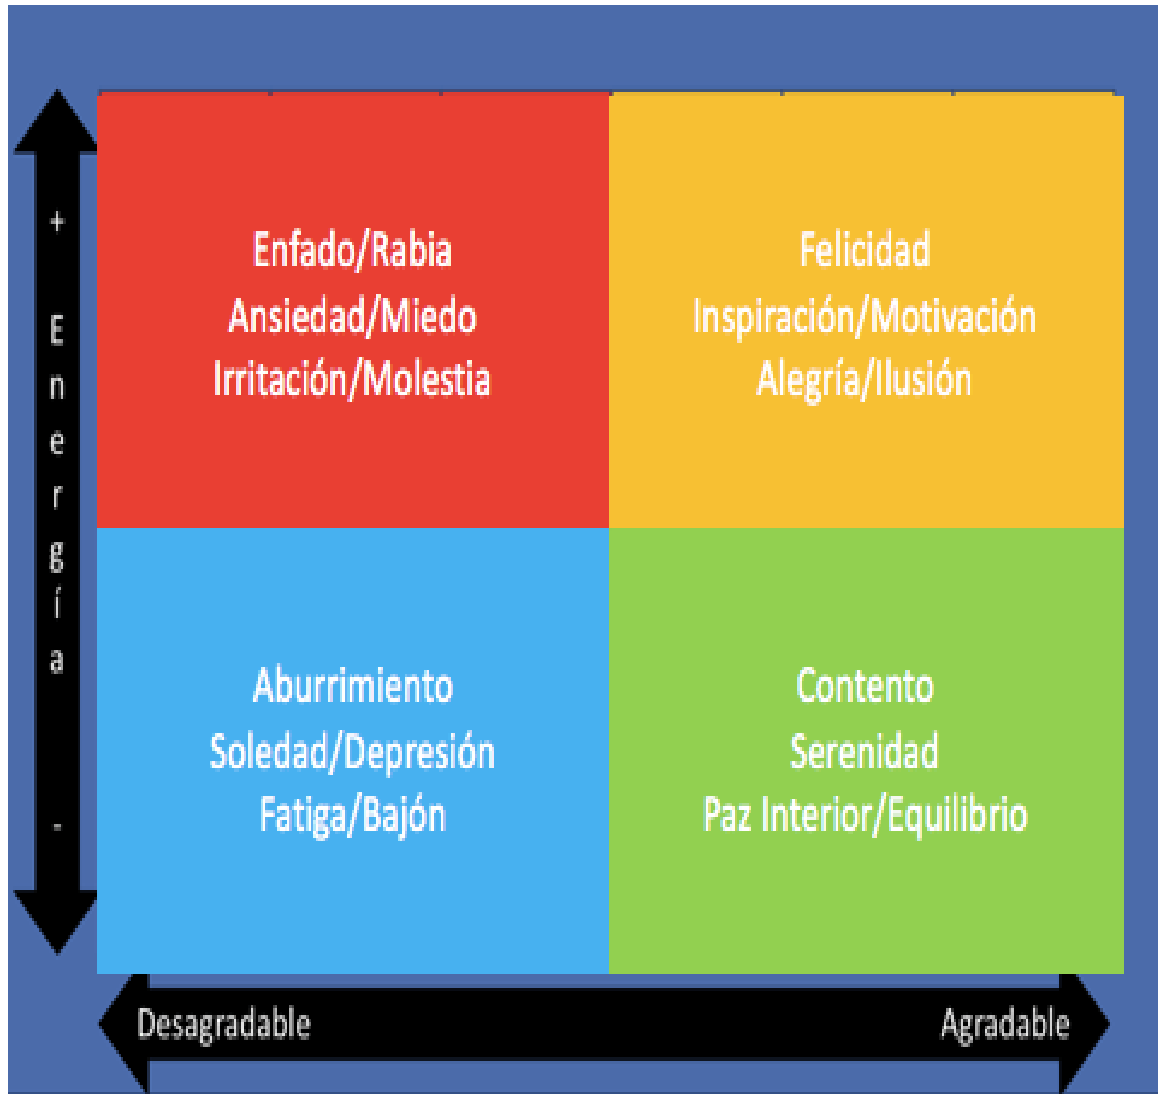 +
Energía
-
Enfado/Rabia
Ansiedad/Miedo
Irritación/Molestia
Felicidad
Inspiración/Motivación
Alegría/Ilusión
Aburrimiento
Soledad/Depresión
Fatiga/Bajón
Contento
Serenidad
Paz Interior/Equilibrio
Desagradable
Agradable